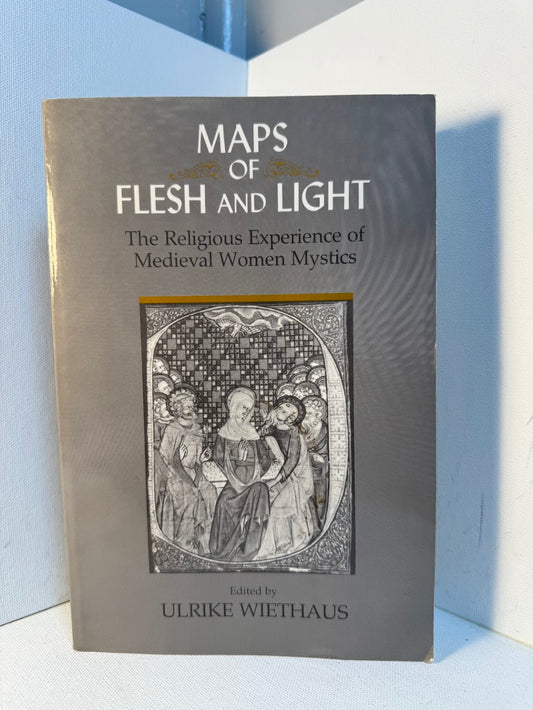 MAPS
OF
FLESH AND LIGHT
The Religious Experience of
Medieval Women Mystics
Edited by
ULRIKE WIETHAUS